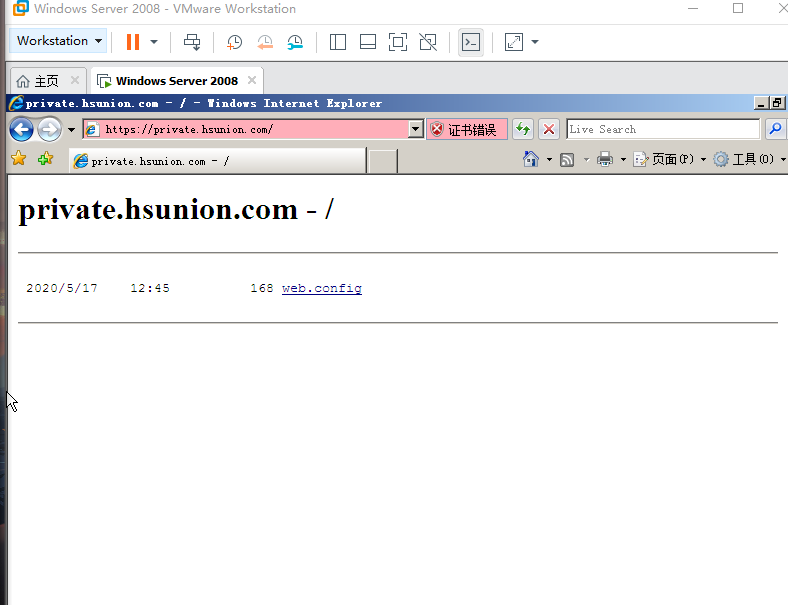 Windows Server 2008 - VMware Workstation
Workstation
主页
Windows Server 2008
private.hsunion.com - / - Windows Internet Explorer
https://private.hsunion.com/
证书错误
Live Search
private.hsunion.com - /
页面(P)
工具(O)
private.hsunion.com - /
2020/5/17 12:45 168 web.config